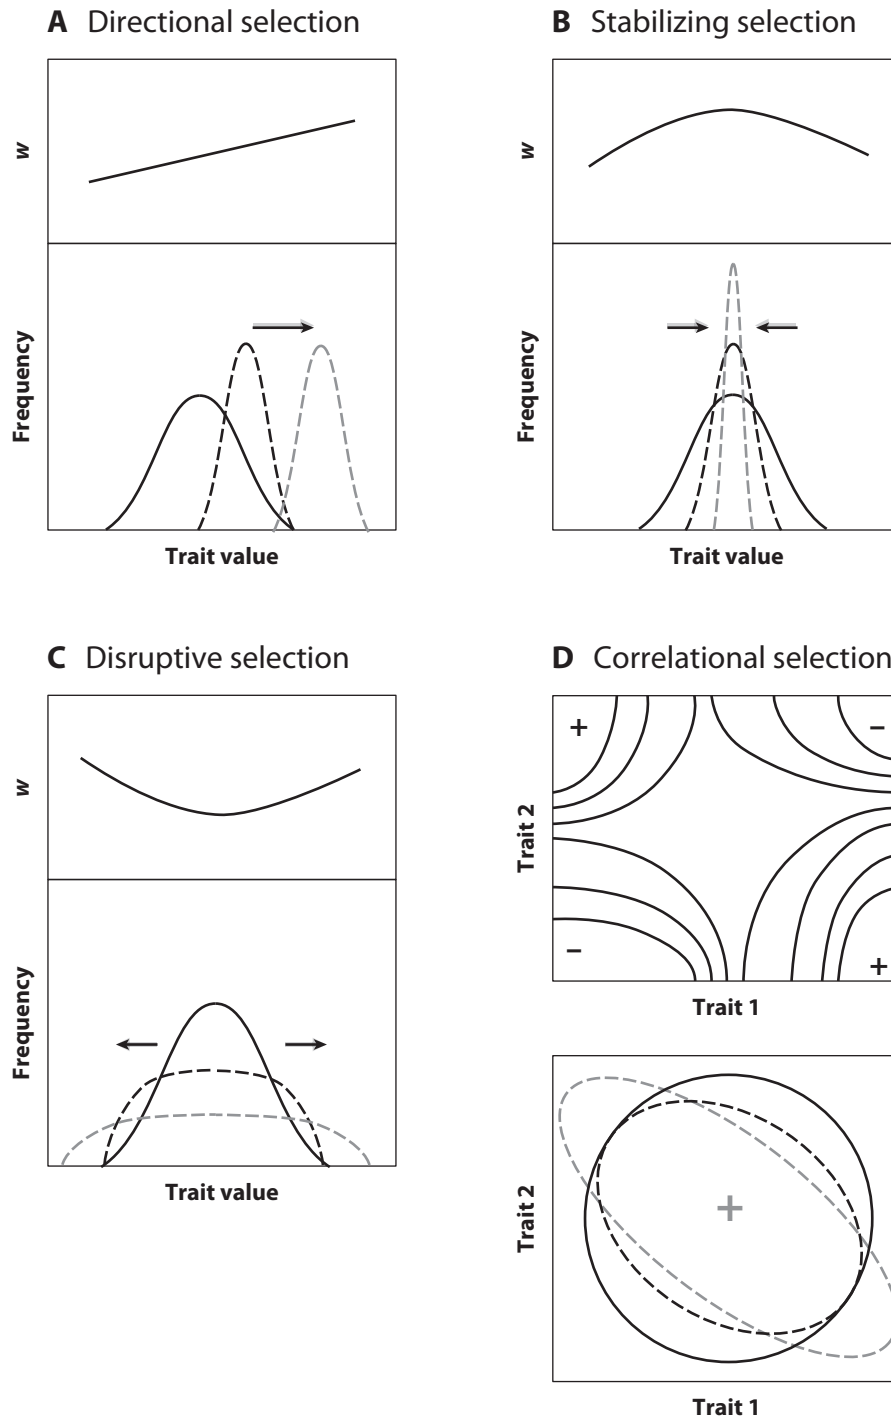 A Directional selection
w
Frequency
Trait value
B Stabilizing selection
w
Frequency
Trait value
C Disruptive selection
w
Frequency
Trait value
D Correlational selection
+
–
Trait 2
–
+
Trait 1
Trait 2
+
Trait 1